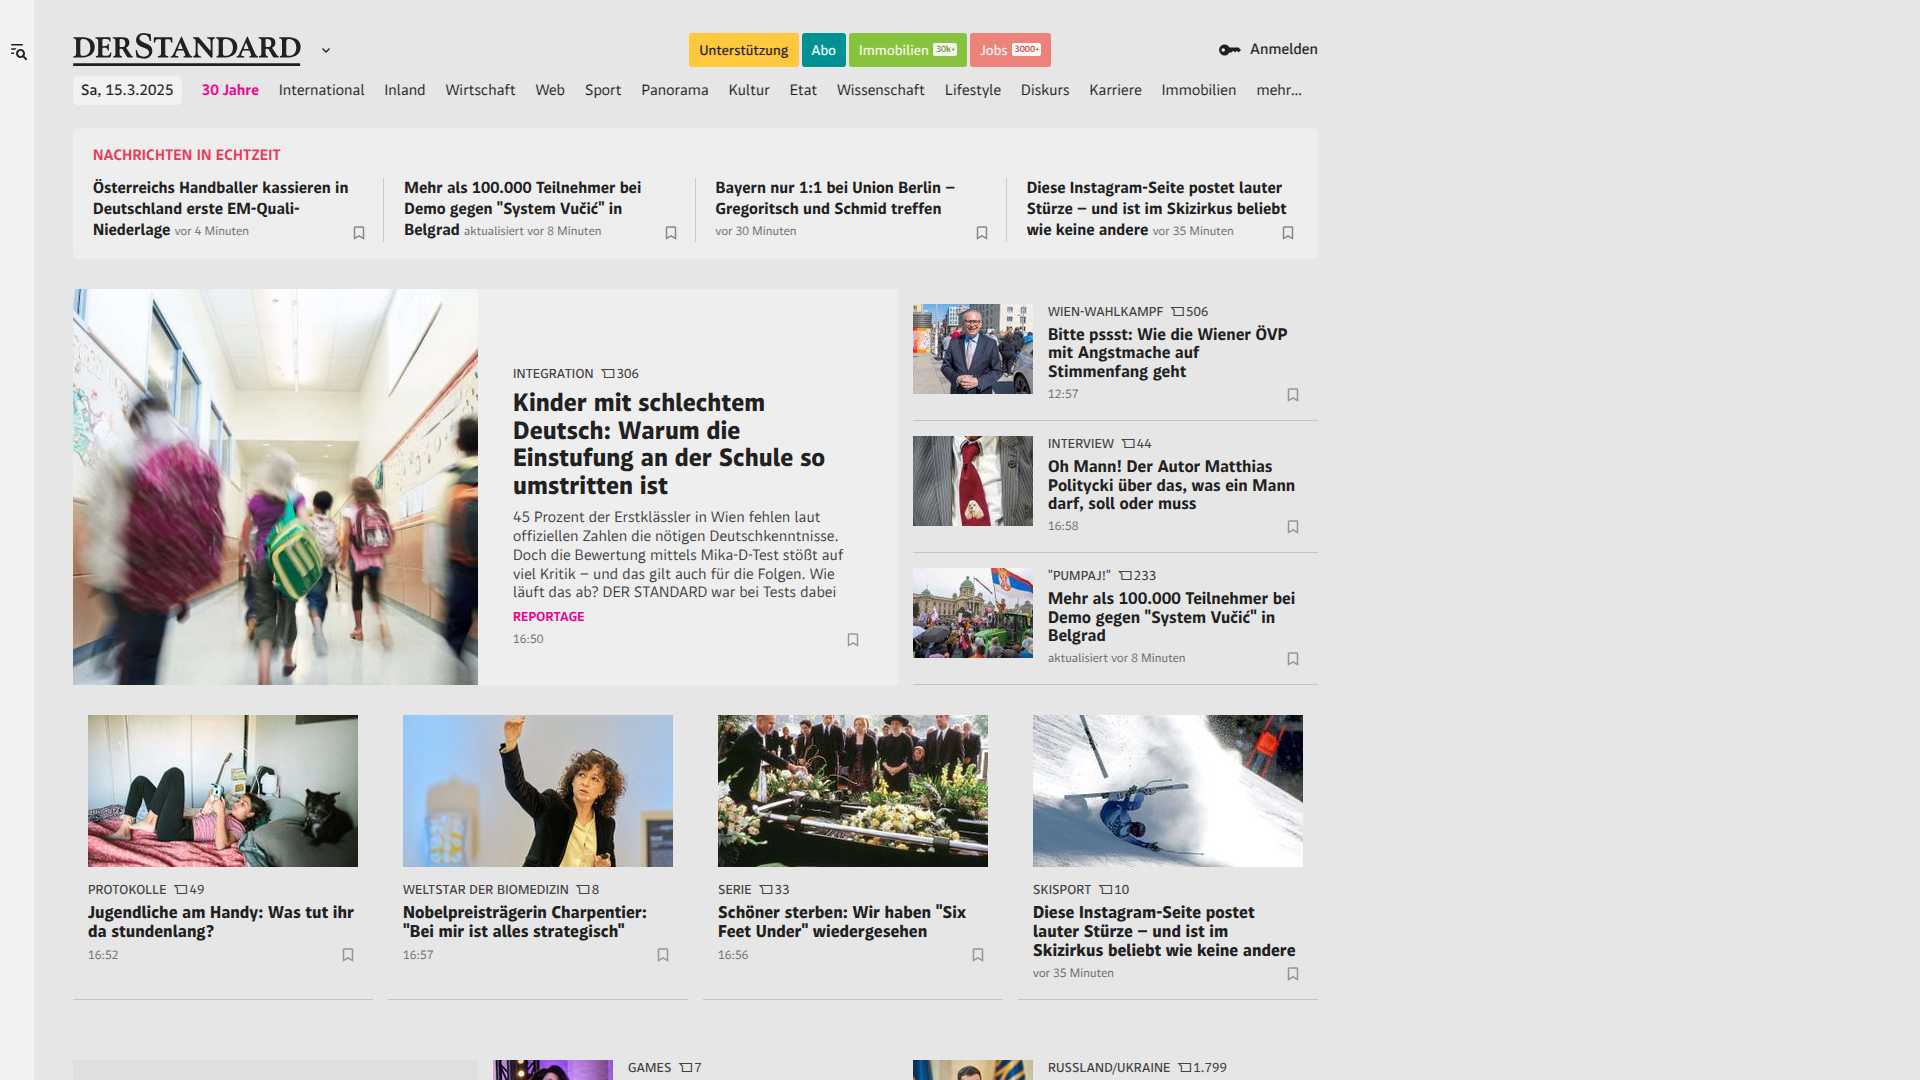 DERSTANDARD
Unterstützung
Abo
Immobilien 30k+
Jobs 3000+
Anmelden
Sa, 15.3.2025
30 Jahre
International
Inland
Wirtschaft
Web
Sport
Panorama
Kultur
Etat
Wissenschaft
Lifestyle
Diskurs
Karriere
Immobilien
mehr...
NACHRICHTEN IN ECHTZEIT
Österreichs Handballer kassieren in
Deutschland erste EM-Quali-
Niederlage vor 4 Minuten
Mehr als 100.000 Teilnehmer bei
Demo gegen "System Vučić" in
Belgrad aktualisiert vor 8 Minuten
Bayern nur 1:1 bei Union Berlin –
Gregoritsch und Schmid treffen
vor 30 Minuten
Diese Instagram-Seite postet lauter
Stürze – und ist im Skizirkus beliebt
wie keine andere vor 35 Minuten
INTEGRATION 306
Kinder mit schlechtem
Deutsch: Warum die
Einstufung an der Schule so
umstritten ist
45 Prozent der Erstklässler in Wien fehlen laut
offiziellen Zahlen die nötigen Deutschkenntnisse.
Doch die Bewertung mittels Mika-D-Test stößt auf
viel Kritik – und das gilt auch für die Folgen. Wie
läuft das ab? DER STANDARD war bei Tests dabei
REPORTAGE
16:50
WIEN-WAHLKAMPF 506
Bitte pssst: Wie die Wiener ÖVP
mit Angstmache auf
Stimmenfang geht
12:57
INTERVIEW 44
Oh Mann! Der Autor Matthias
Politycki über das, was ein Mann
darf, soll oder muss
16:58
"PUMPAJ!" 233
Mehr als 100.000 Teilnehmer bei
Demo gegen "System Vučić" in
Belgrad
aktualisiert vor 8 Minuten
PROTOKOLLE 49
Jugendliche am Handy: Was tut ihr
da stundenlang?
16:52
WELTSTAR DER BIOMEDIZIN 8
Nobelpreisträgerin Charpentier:
"Bei mir ist alles strategisch"
16:57
SERIE 33
Schöner sterben: Wir haben "Six
Feet Under" wiedergesehen
16:56
SKISPORT 10
Diese Instagram-Seite postet
lauter Stürze – und ist im
Skizirkus beliebt wie keine andere
vor 35 Minuten
GAMES 7
RUSSLAND/UKRAINE 1.799